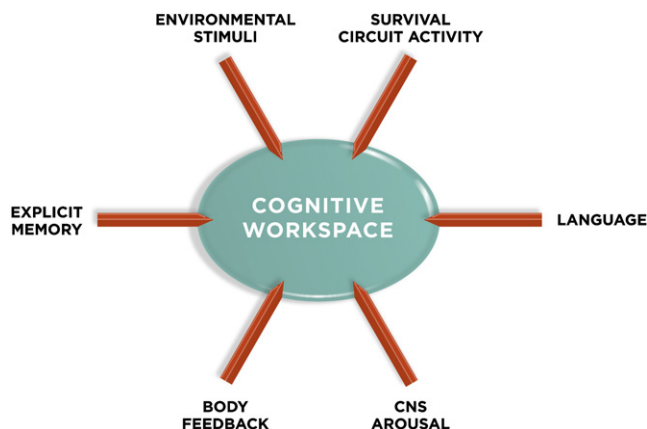 ENVIRONMENTAL
STIMULI
SURVIVAL
CIRCUIT ACTIVITY
EXPLICIT
MEMORY
COGNITIVE
WORKSPACE
LANGUAGE
BODY
FEEDBACK
CNS
AROUSAL